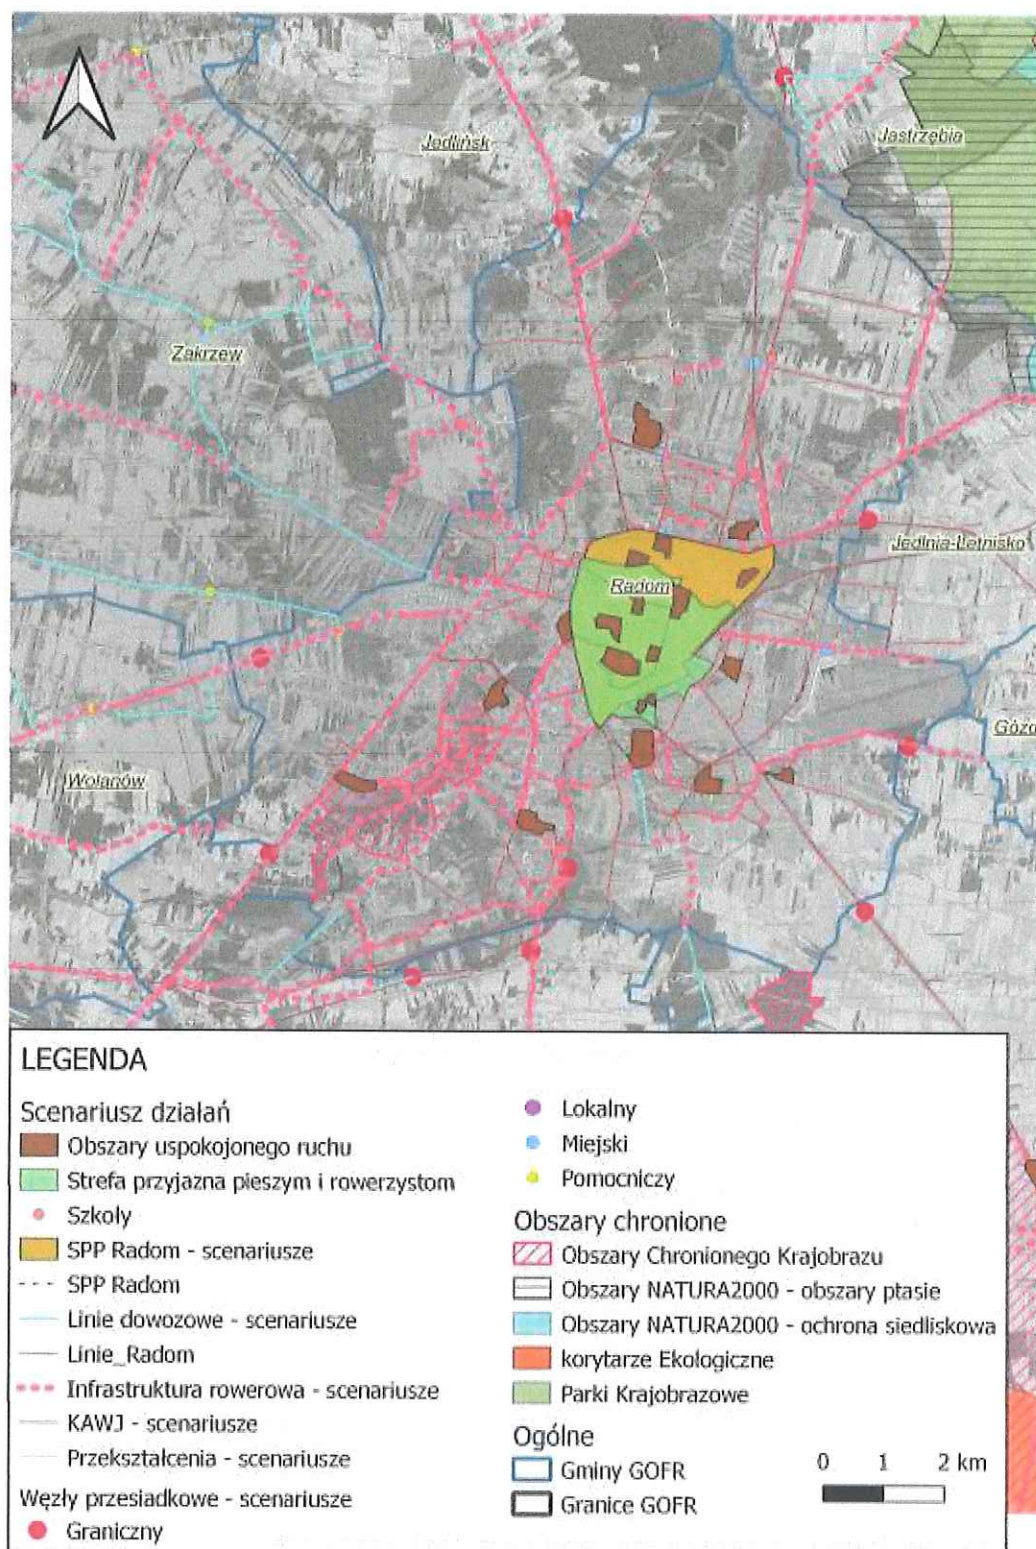 Jedlińsk
Jastrzębia
Zakrzew
Jedlnia-Letnisko
Radom
Gózd
Wolanów
LEGENDA
Scenariusz działań
Obszary uspokojonego ruchu
Strefa przyjazna pieszym i rowerzystom
Szkoły
SPP Radom - scenariusze
SPP Radom
Linie dowozowe - scenariusze
Linie_Radom
Infrastruktura rowerowa - scenariusze
KAWJ - scenariusze
Przekształcenia - scenariusze
Węzły przesiadkowe - scenariusze
Graniczny
Lokalny
Miejski
Pomocniczy
Obszary chronione
Obszary Chronionego Krajobrazu
Obszary NATURA2000 - obszary ptasie
Obszary NATURA2000 - ochrona siedliskowa
korytarze Ekologiczne
Parki Krajobrazowe
Ogólne
Gminy GOFR
Granice GOFR
0 1 2 km